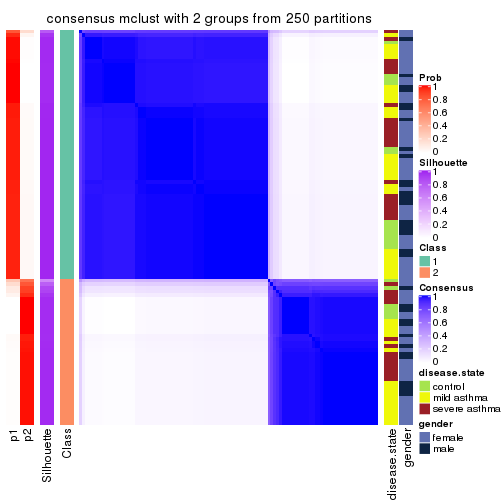 consensus mclust with 2 groups from 250 partitions
Prob
1
0.8
0.6
0.4
0.2
0
Silhouette
1
0.8
0.6
0.4
0.2
0
Class
1
2
Consensus
1
0.8
0.6
0.4
0.2
0
disease.state
control
mild asthma
severe asthma
gender
female
male
p1
p2
Silhouette
Class
disease.state
gender